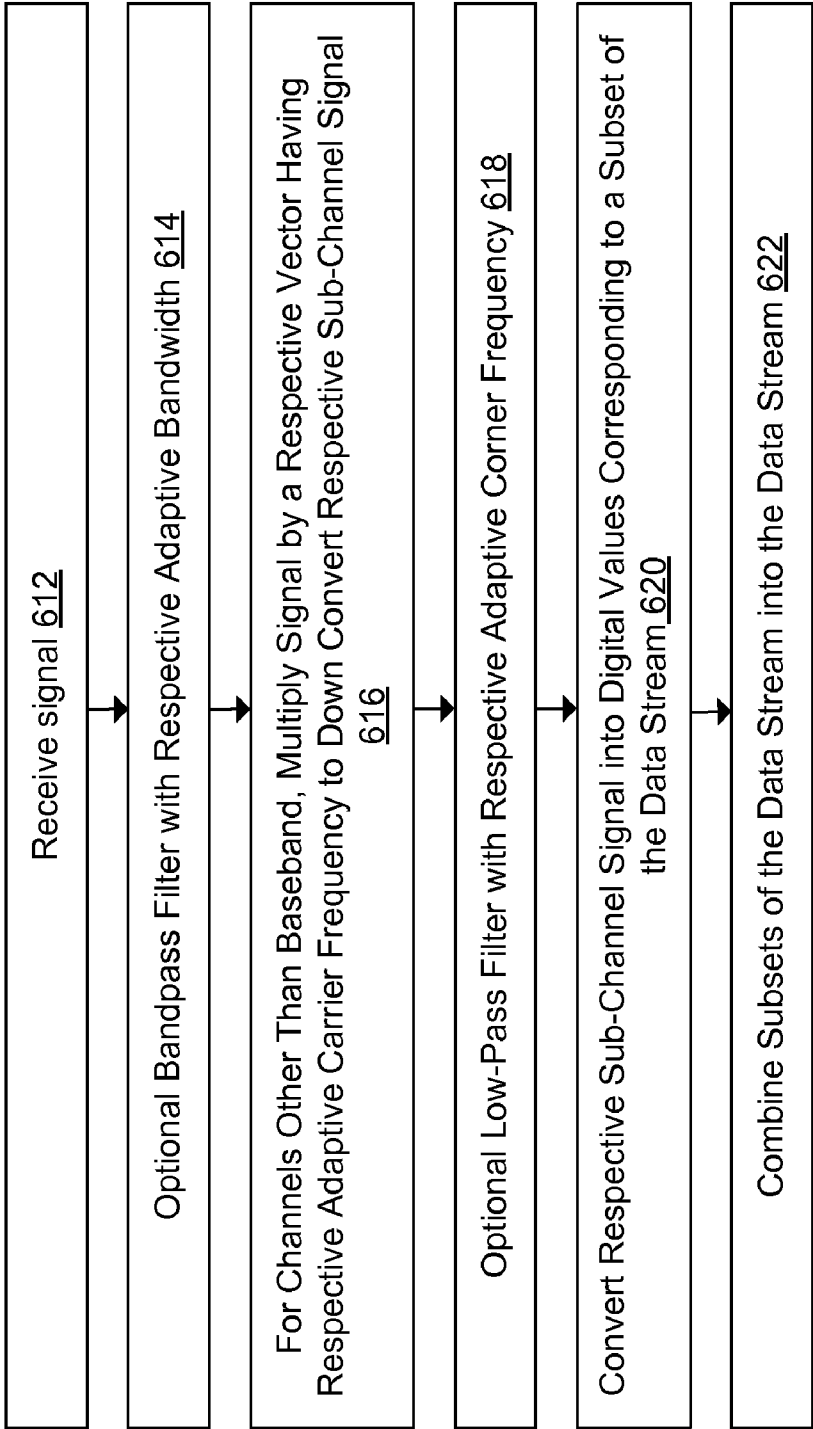 Receive signal 612
Optional Bandpass Filter with Respective Adaptive Bandwidth 614
For Channels Other Than Baseband, Multiply Signal by a Respective Vector Having
Respective Adaptive Carrier Frequency to Down Convert Respective Sub-Channel Signal
616
Optional Low-Pass Filter with Respective Adaptive Corner Frequency 618
Convert Respective Sub-Channel Signal into Digital Values Corresponding to a Subset of
the Data Stream 620
Combine Subsets of the Data Stream into the Data Stream 622